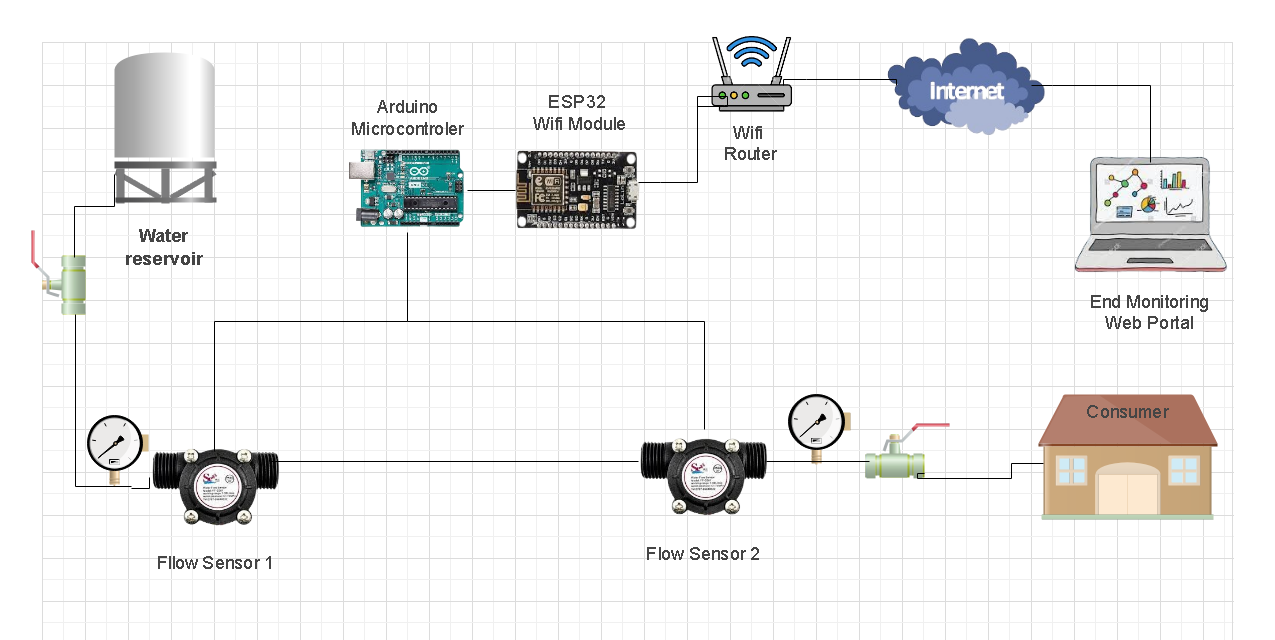 Arduino
Microcontroler
ESP32
Wifi Module
Wifi
Router
Internet
Water
reservoir
End Monitoring
Web Portal
Consumer
Fllow Sensor 1
Flow Sensor 2